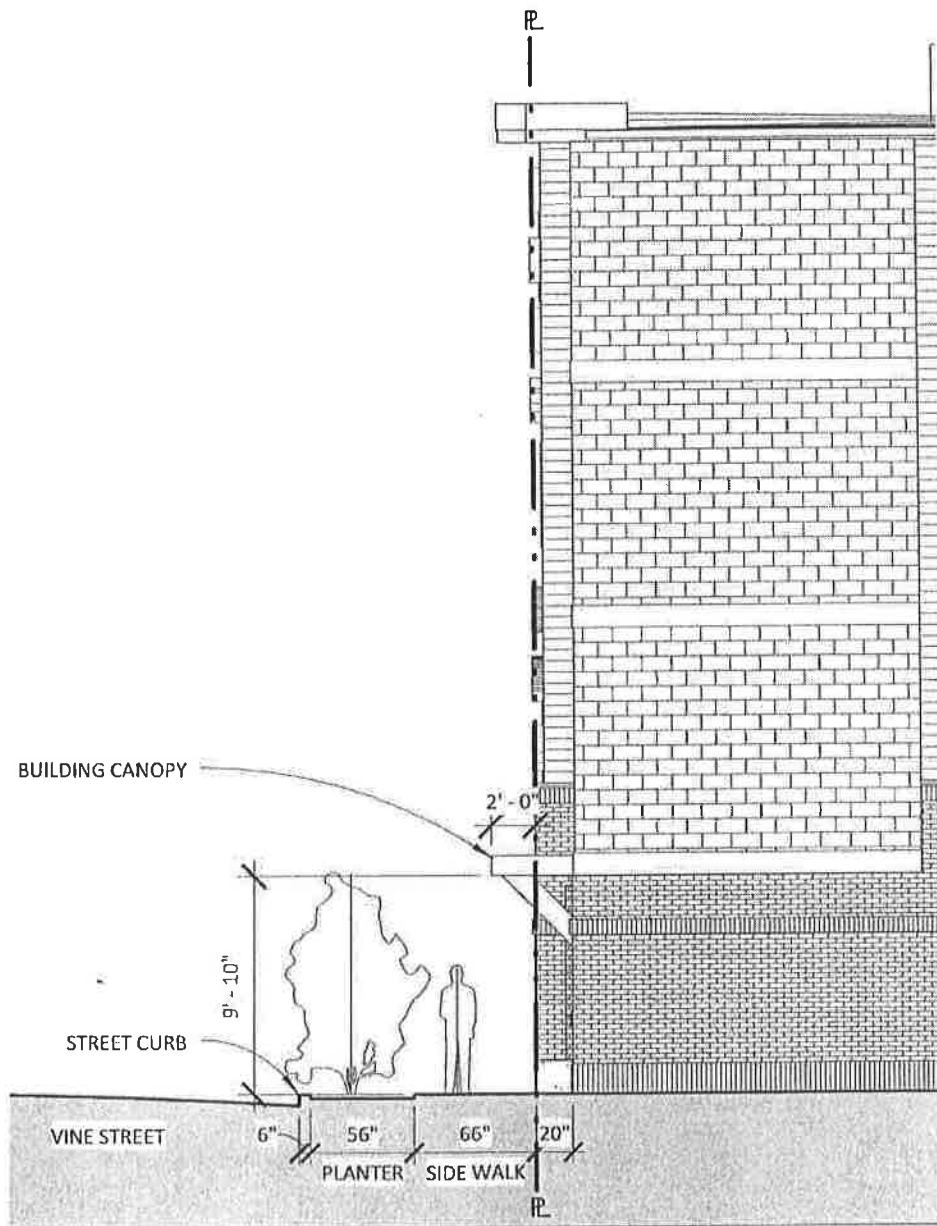 PL
BUILDING CANOPY
2' - 0"
9' - 10"
STREET CURB
VINE STREET
6"
56"
66"
20"
PLANTER
SIDE WALK
PL